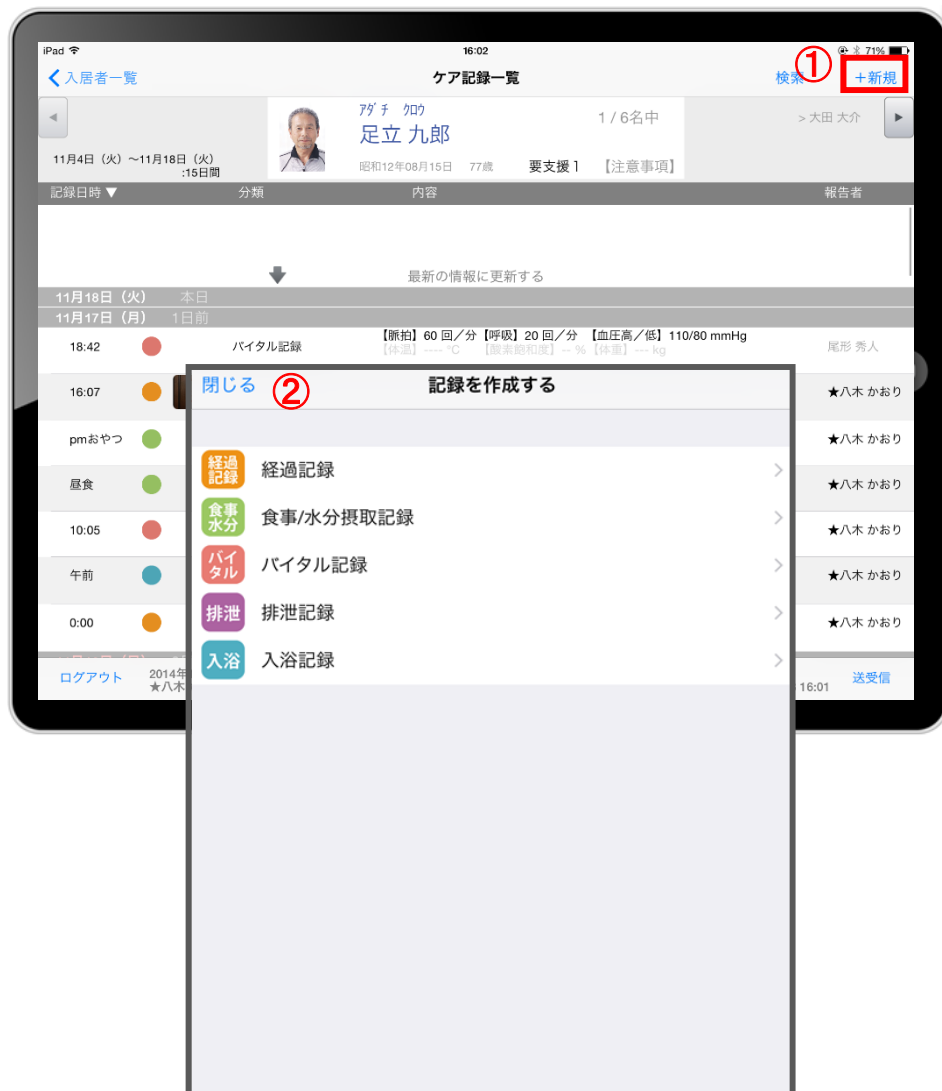 iPad 16:02 71%
入居者一覧 ケア記録一覧 検索 ① +新規
アダチ クロウ
足立 九郎 1 / 6名中 > 大田 大介
11月4日（火）～11月18日（火）
:15日間
昭和12年08月15日 77歳 要支援1 【注意事項】
記録日時▼ 分類 内容 報告者
最新の情報に更新する
11月18日（火） 本日
11月17日（月） 1日前
18:42 バイタル記録 【脈拍】60 回／分【呼吸】20 回／分 【血圧高／低】110/80 mmHg 尾形 秀人
【体温】---- ℃ 【酸素飽和度】-- % 【体重】--- kg
16:07 ★八木 かおり
pmおやつ ★八木 かおり
昼食 ★八木 かおり
10:05 ★八木 かおり
午前 ★八木 かおり
0:00 ★八木 かおり
ログアウト 2014年
★八木 16:01 送受信
閉じる ② 記録を作成する
経過
記録 経過記録
食事
水分 食事/水分摂取記録
バイ
タル バイタル記録
排泄 排泄記録
入浴 入浴記録